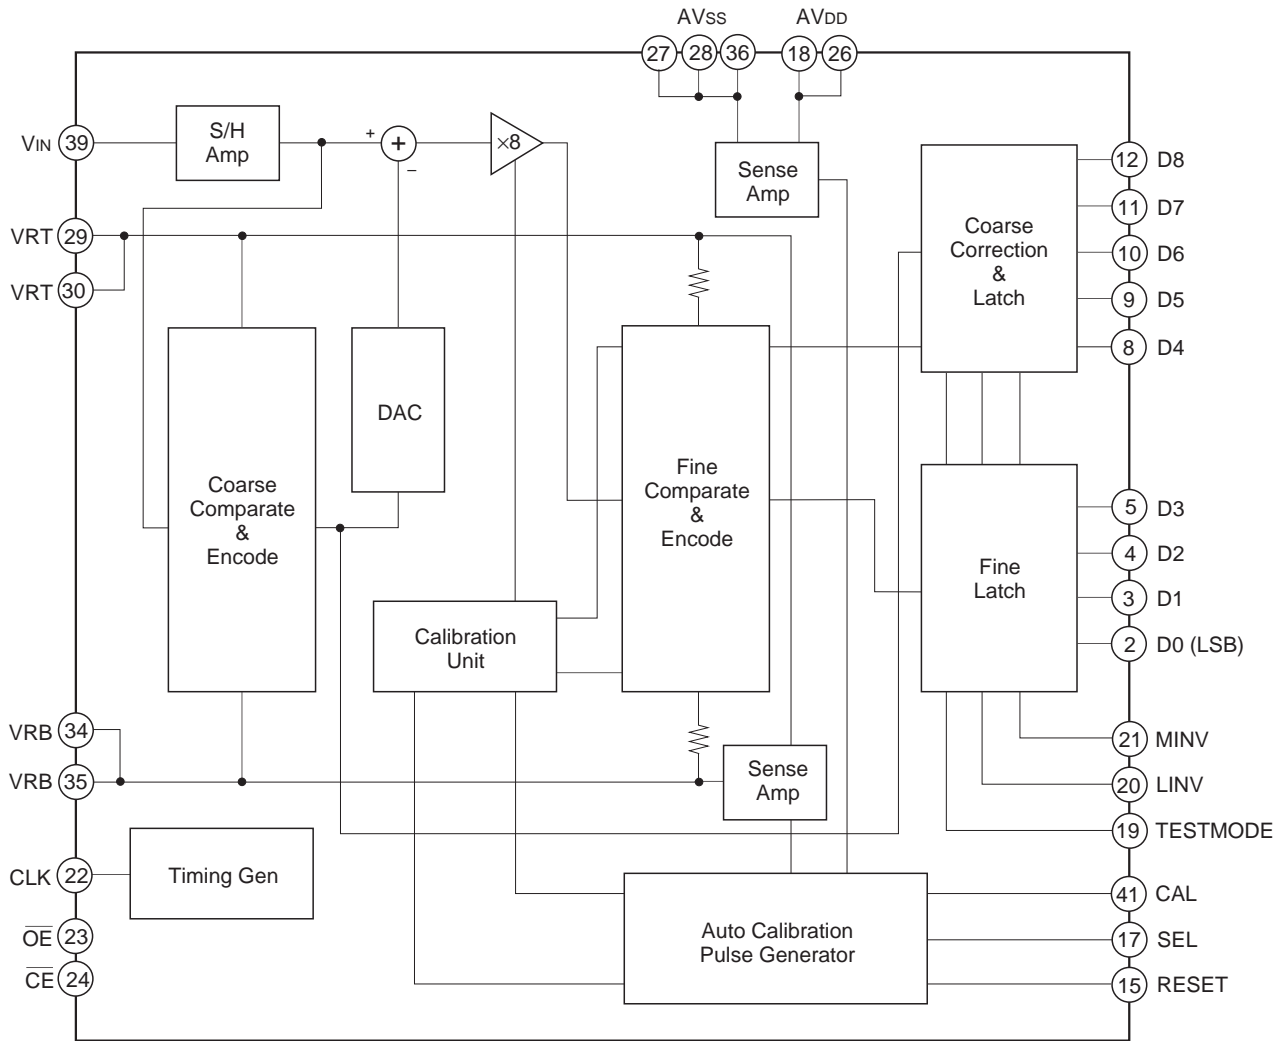 AVSS AVDD
27 28 36 18 26
VIN 39
S/H
Amp
+
+
−
×8
Sense
Amp
12 D8
11 D7
10 D6
9 D5
8 D4
Coarse
Correction
&
Latch
VRT 29
VRT 30
Coarse
Comparate
&
Encode
DAC
Fine
Comparate
&
Encode
Fine
Latch
5 D3
4 D2
3 D1
2 D0 (LSB)
Calibration
Unit
VRB 34
VRB 35
Sense
Amp
21 MINV
20 LINV
19 TESTMODE
CLK 22
Timing Gen
OE 23
CE 24
Auto Calibration
Pulse Generator
41 CAL
17 SEL
15 RESET